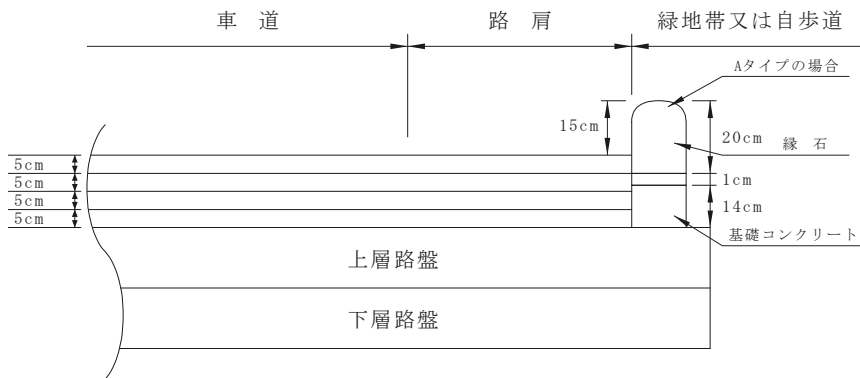 車 道
路 肩
緑地帯又は自歩道
Aタイプの場合
15cm
20cm
縁 石
5cm
5cm
5cm
5cm
1cm
14cm
基礎コンクリート
上層路盤
下層路盤